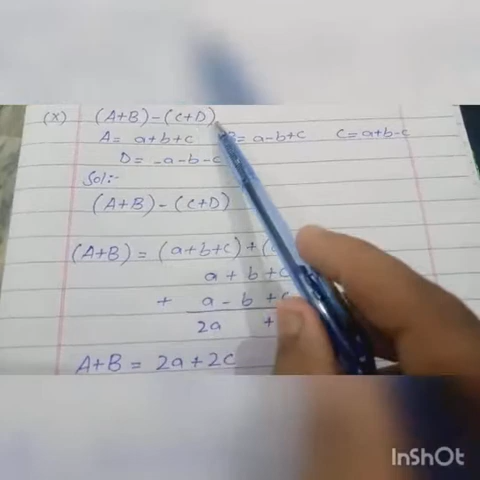 (x) (A+B)-(C+D)
A= a+b+c B= a-b+c C=a+b-c
D= -a-b-c
Sol:-
(A+B)-(C+D)
(A+B) = (a+b+c)+(
a + b + c
+ a - b + c
2a +
A+B = 2a+2c
InShOt